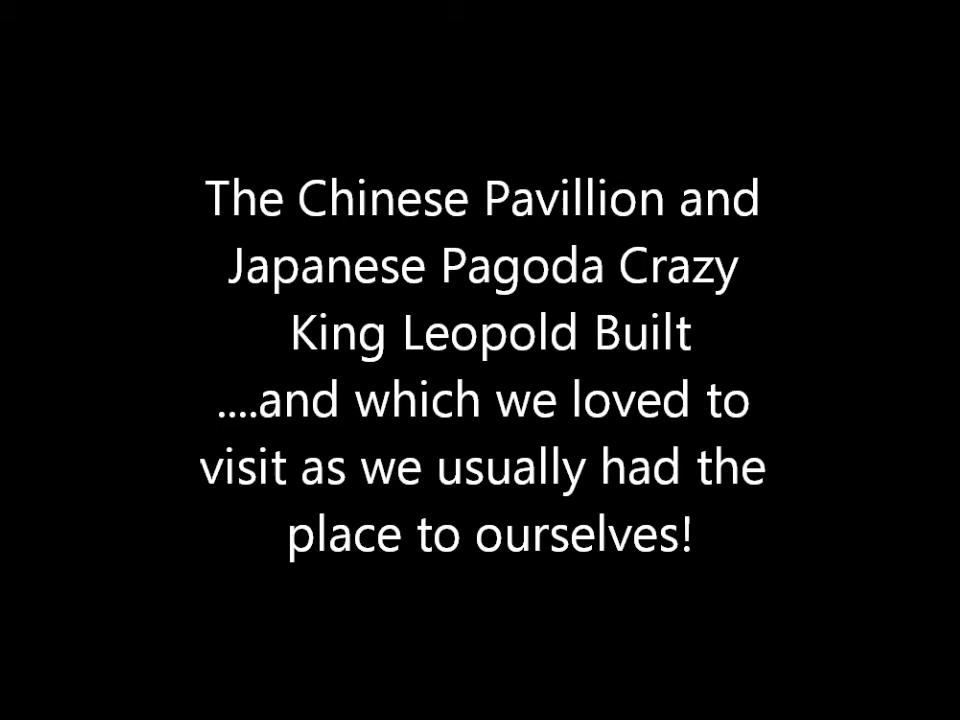 The Chinese Pavillion and
Japanese Pagoda Crazy
King Leopold Built
....and which we loved to
visit as we usually had the
place to ourselves!